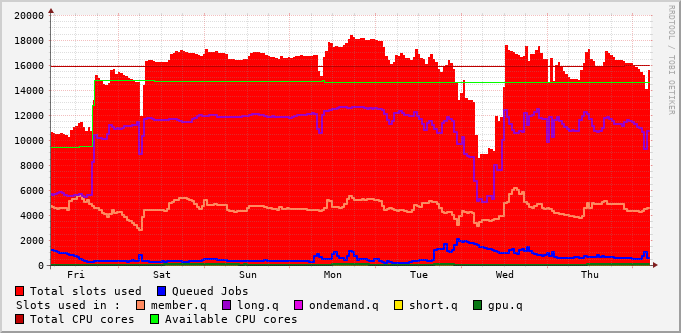 RRDTOOL / TOBI OETIKER
20000
18000
16000
14000
12000
10000
8000
6000
4000
2000
0
Fri Sat Sun Mon Tue Wed Thu
Total slots used Queued Jobs
Slots used in : member.q long.q ondemand.q short.q gpu.q
Total CPU cores Available CPU cores